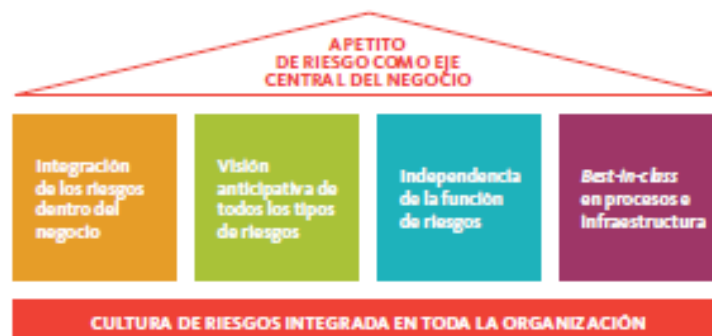 APETITO
DE RIESGO COMO EJE
CENTRAL DEL NEGOCIO
Integración
de los riesgos
dentro del
negocio
Visión
anticipativa de
todos los tipos
de riesgos
Independencia
de la función
de riesgos
Best-in-class
en procesos e
infraestructura
CULTURA DE RIESGOS INTEGRADA EN TODA LA ORGANIZACIÓN